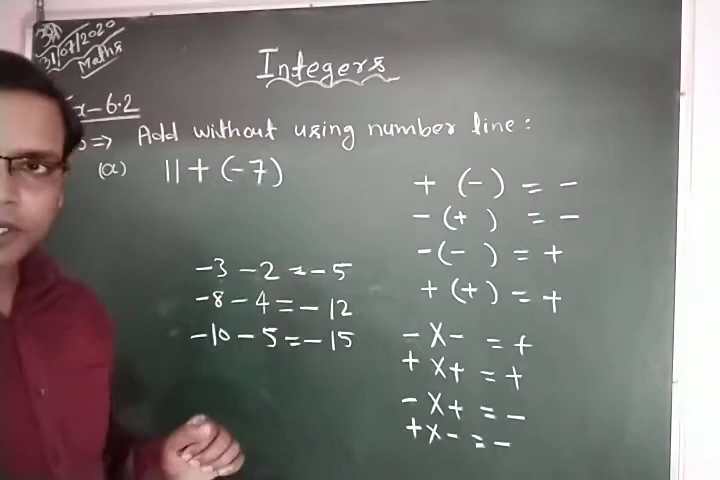 31/07/2020
Maths
Integers
Ex-6.2
=> Add without using number line:
(a) 11 + (-7)
-3 - 2 = -5
-8 - 4 = -12
-10 - 5 = -15
+ (-) = -
- (+ ) = -
-(- ) = +
+ (+) = +
- X - = +
+ X + = +
- X + = -
+ X - = -